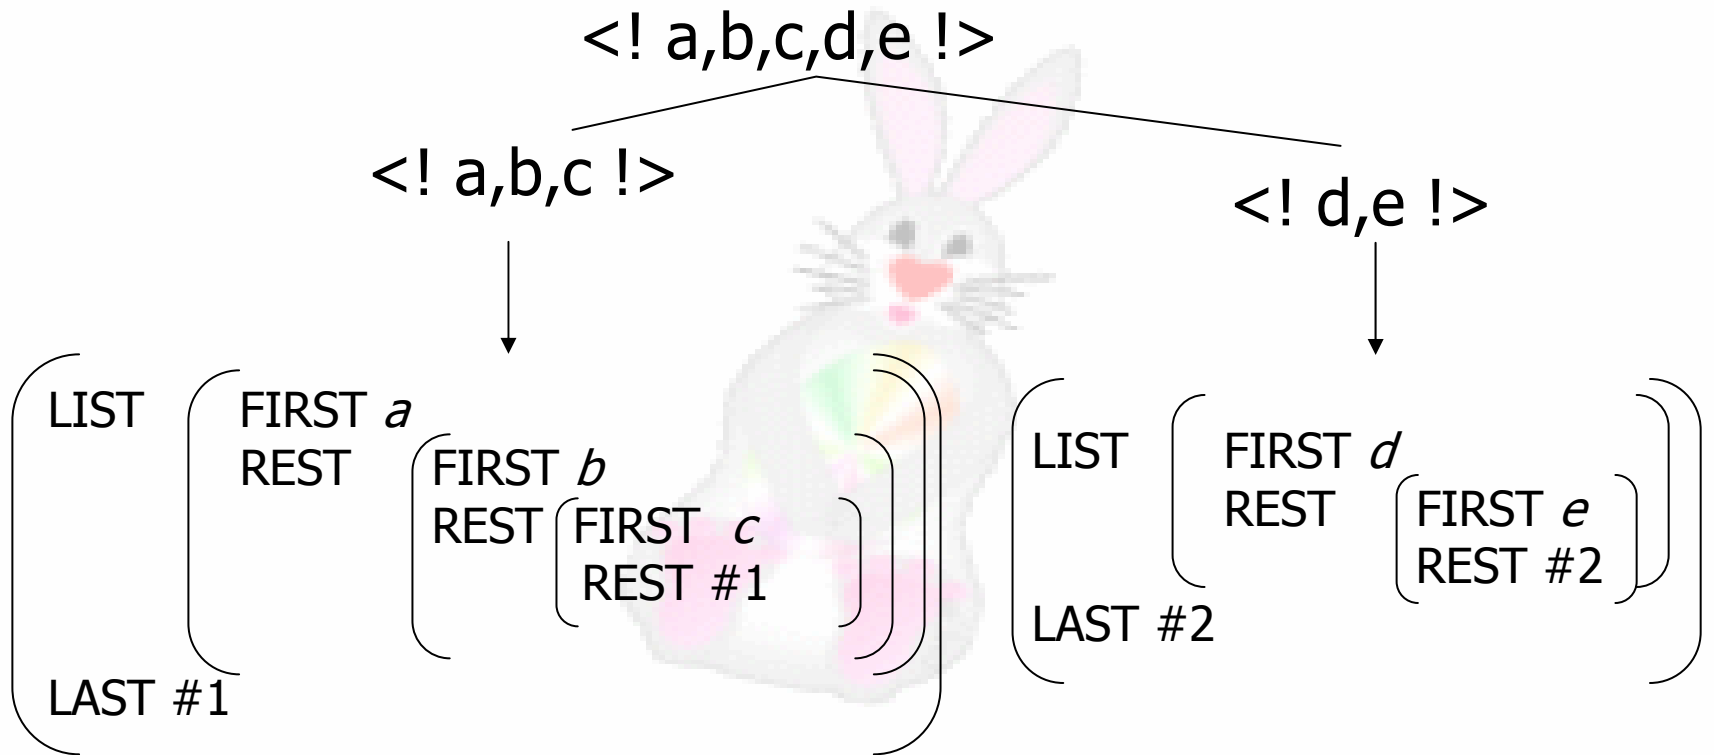 <! a,b,c,d,e !>
<! a,b,c !>
<! d,e !>
LIST FIRST a
REST FIRST b
REST FIRST c
REST #1
LAST #1
LIST FIRST d
REST FIRST e
REST #2
LAST #2